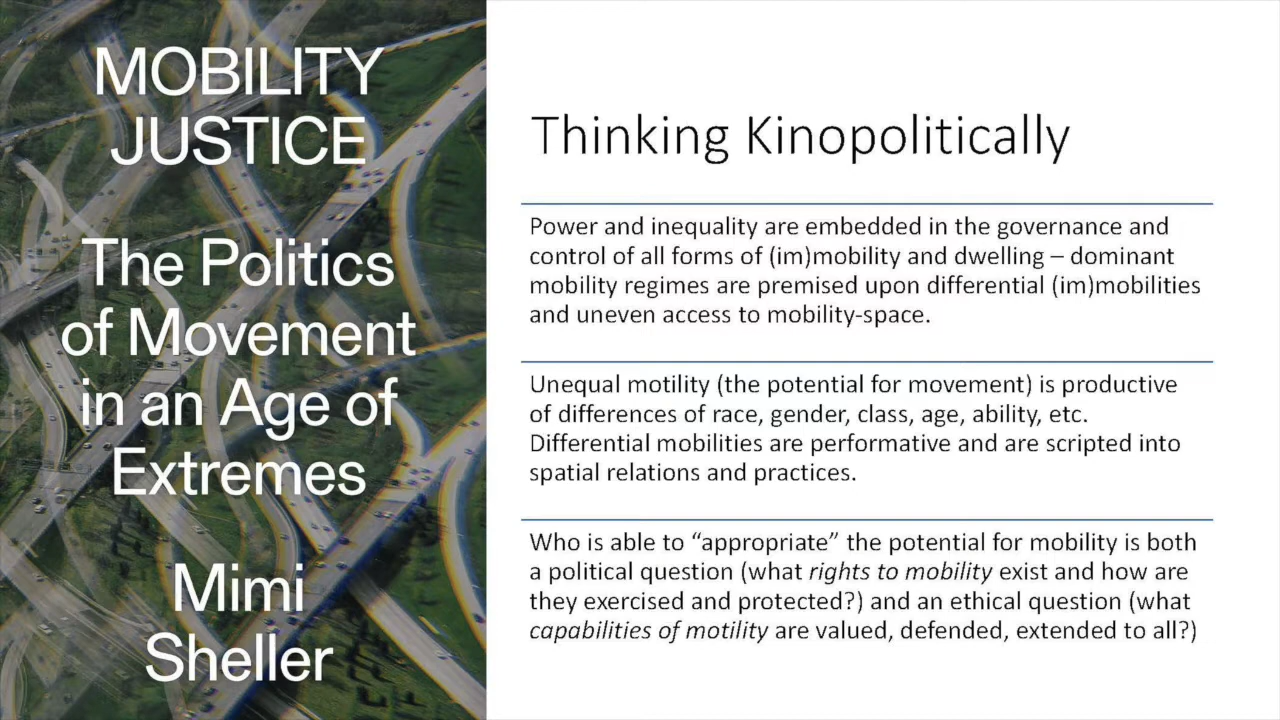 MOBILITY
JUSTICE
The Politics
of Movement
in an Age of
Extremes
Mimi
Sheller
Thinking Kinopolitically
Power and inequality are embedded in the governance and
control of all forms of (im)mobility and dwelling – dominant
mobility regimes are premised upon differential (im)mobilities
and uneven access to mobility-space.
Unequal motility (the potential for movement) is productive
of differences of race, gender, class, age, ability, etc.
Differential mobilities are performative and are scripted into
spatial relations and practices.
Who is able to “appropriate” the potential for mobility is both
a political question (what rights to mobility exist and how are
they exercised and protected?) and an ethical question (what
capabilities of motility are valued, defended, extended to all?)